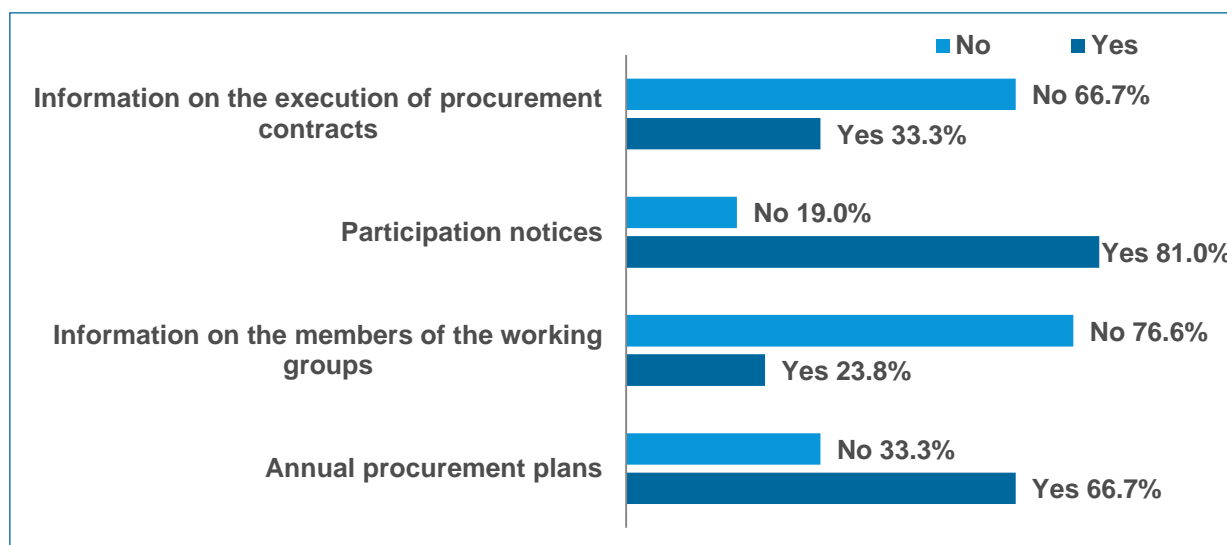 No Yes
Information on the execution of procurement
contracts
No 66.7%
Yes 33.3%
Participation notices
No 19.0%
Yes 81.0%
Information on the members of the working
groups
No 76.6%
Yes 23.8%
Annual procurement plans
No 33.3%
Yes 66.7%